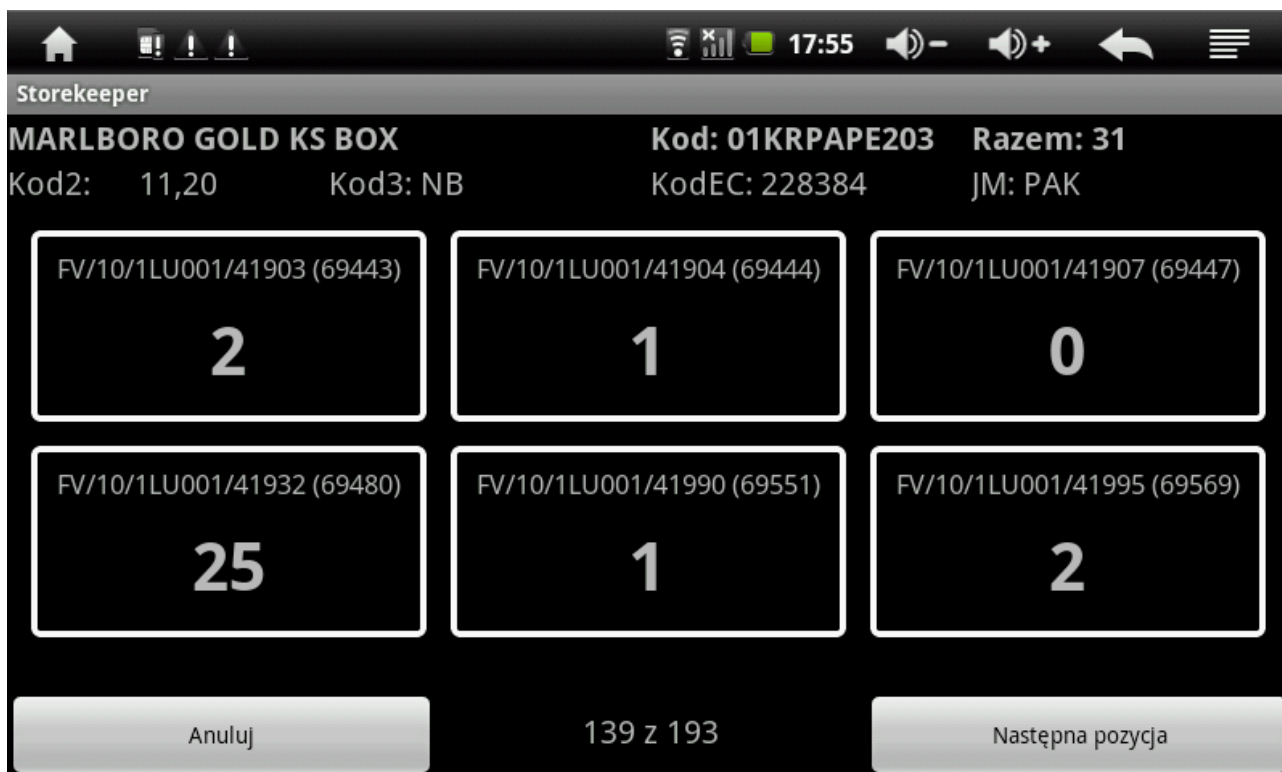 17:55
Storekeeper
MARLBORO GOLD KS BOX Kod: 01KRPAPE203 Razem: 31
Kod2: 11,20 Kod3: NB KodEC: 228384 JM: PAK
FV/10/1LU001/41903 (69443) FV/10/1LU001/41904 (69444) FV/10/1LU001/41907 (69447)
2 1 0
FV/10/1LU001/41932 (69480) FV/10/1LU001/41990 (69551) FV/10/1LU001/41995 (69569)
25 1 2
Anuluj 139 z 193 Następna pozycja